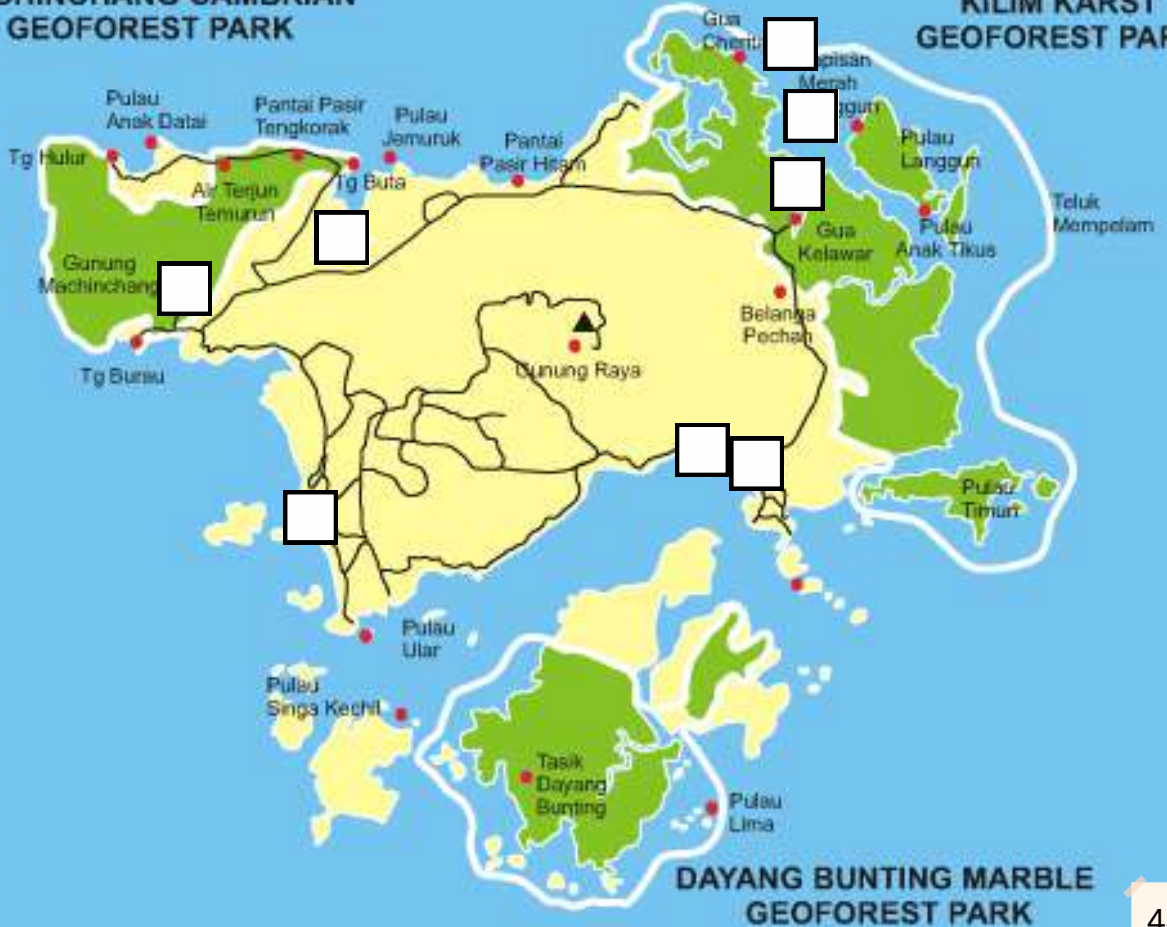 GEOFOREST PARK
KILIM KARST
GEOFOREST PAR
Gua
Merah
Pulau
Anak Datai
Pantai Pasir
Tengkorak
Pulau
Jemuruk
Pantai
Pasir Hitam
Pulau
Langgun
Tg Hulur
Air Terjun
Temurun
Tg Buta
Teluk
Mempelam
Gua
Kelawar
Pulau
Anak Tikus
Gunung
Machinchang
Belanga
Pechah
Tg Burau
Gunung Raya
Pulau
Timun
Pulau
Ular
Pulau
Singa Kechil
Tasik
Dayang
Bunting
Pulau
Lima
DAYANG BUNTING MARBLE
GEOFOREST PARK
4